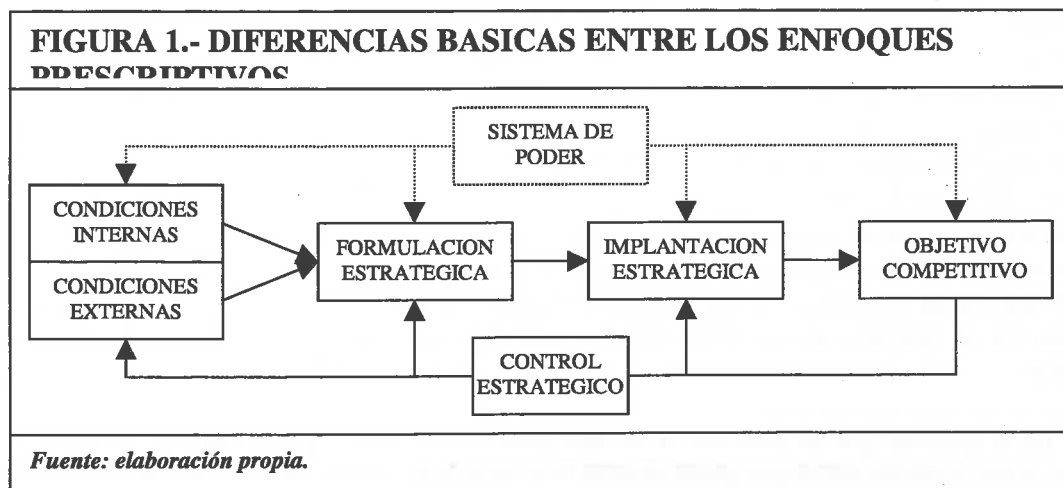 FIGURA 1.- DIFERENCIAS BASICAS ENTRE LOS ENFOQUES
PRESCRIPTIVOS
SISTEMA DE
PODER
CONDICIONES
INTERNAS
CONDICIONES
EXTERNAS
FORMULACION
ESTRATEGICA
IMPLANTACION
ESTRATEGICA
OBJETIVO
COMPETITIVO
CONTROL
ESTRATEGICO
Fuente: elaboración propia.